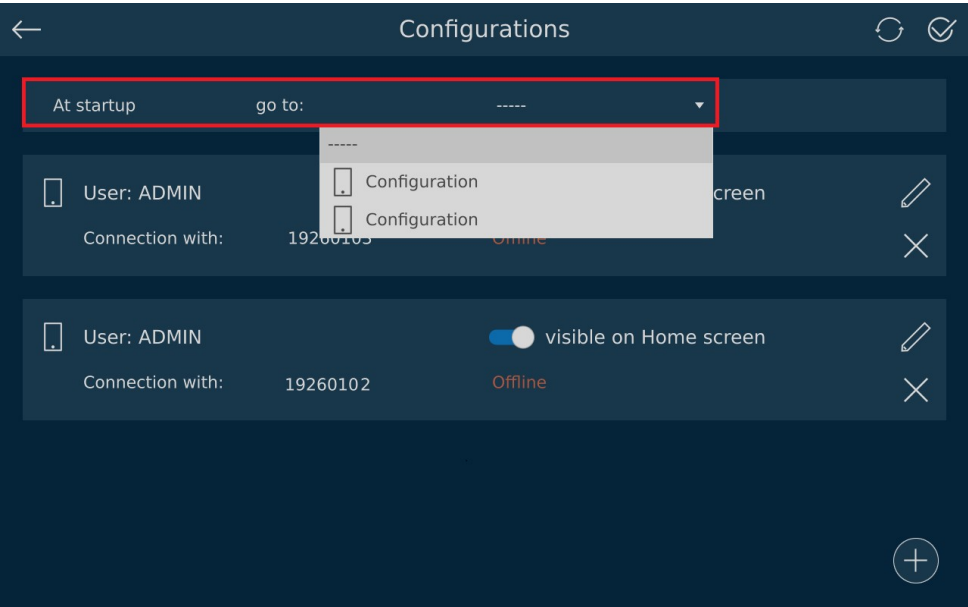 Configurations
At startup go to: -----
-----
Configuration
Configuration
User: ADMIN creen
Connection with: 19260103 Offline
User: ADMIN visible on Home screen
Connection with: 19260102 Offline